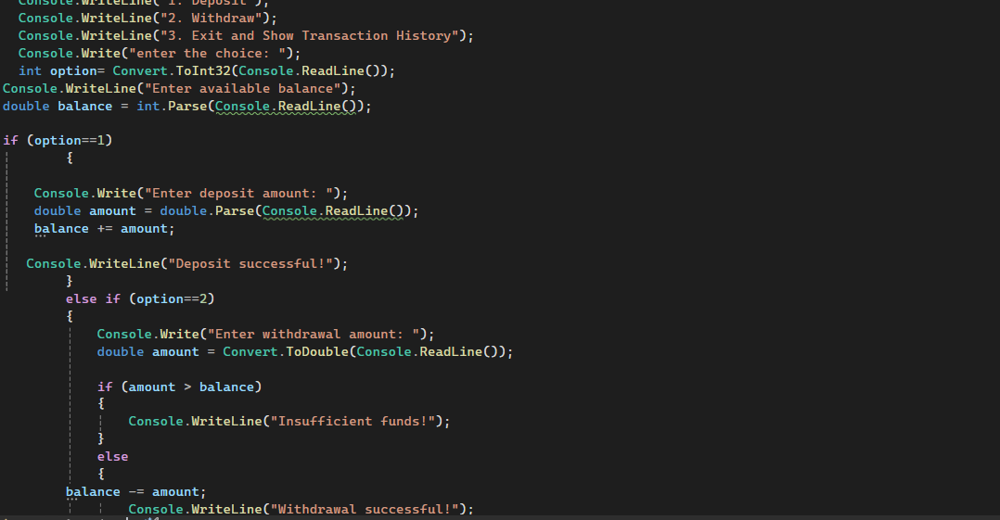 Console.WriteLine("1. Deposit");
Console.WriteLine("2. Withdraw");
Console.WriteLine("3. Exit and Show Transaction History");
Console.Write("enter the choice: ");
int option= Convert.ToInt32(Console.ReadLine());
Console.WriteLine("Enter available balance");
double balance = int.Parse(Console.ReadLine());
if (option==1)
{
Console.Write("Enter deposit amount: ");
double amount = double.Parse(Console.ReadLine());
balance += amount;
Console.WriteLine("Deposit successful!");
}
else if (option==2)
{
Console.Write("Enter withdrawal amount: ");
double amount = Convert.ToDouble(Console.ReadLine());
if (amount > balance)
{
Console.WriteLine("Insufficient funds!");
}
else
{
balance -= amount;
Console.WriteLine("Withdrawal successful!");